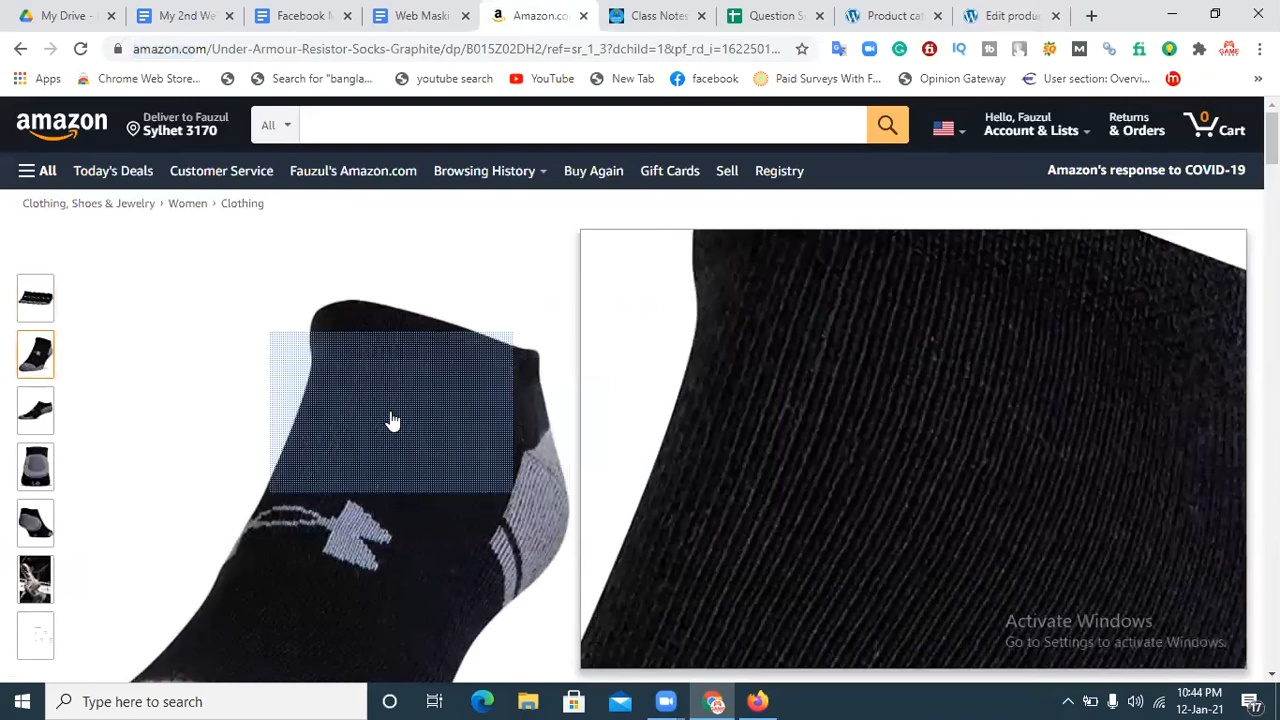 My Drive -
My 2nd We
Facebook I
Web Maski
Amazon.co
Class Notes
Question S
Product ca
Edit produ
amazon.com/Under-Armour-Resistor-Socks-Graphite/dp/B015Z02DH2/ref=sr_1_3?dchild=1&pf_rd_i=1622501...
Apps
Chrome Web Store...
Search for "bangla...
youtube search
YouTube
New Tab
facebook
Paid Surveys With F...
Opinion Gateway
User section: Overvi...
»
amazon
Deliver to Fauzul
Sylhet 3170
All
Hello, Fauzul
Account & Lists
Returns
& Orders
0
Cart
All
Today's Deals
Customer Service
Fauzul's Amazon.com
Browsing History
Buy Again
Gift Cards
Sell
Registry
Amazon's response to COVID-19
Clothing, Shoes & Jewelry › Women › Clothing
Activate Windows
Go to Settings to activate Windows.
Type here to search
10:44 PM
12-Jan-21
17